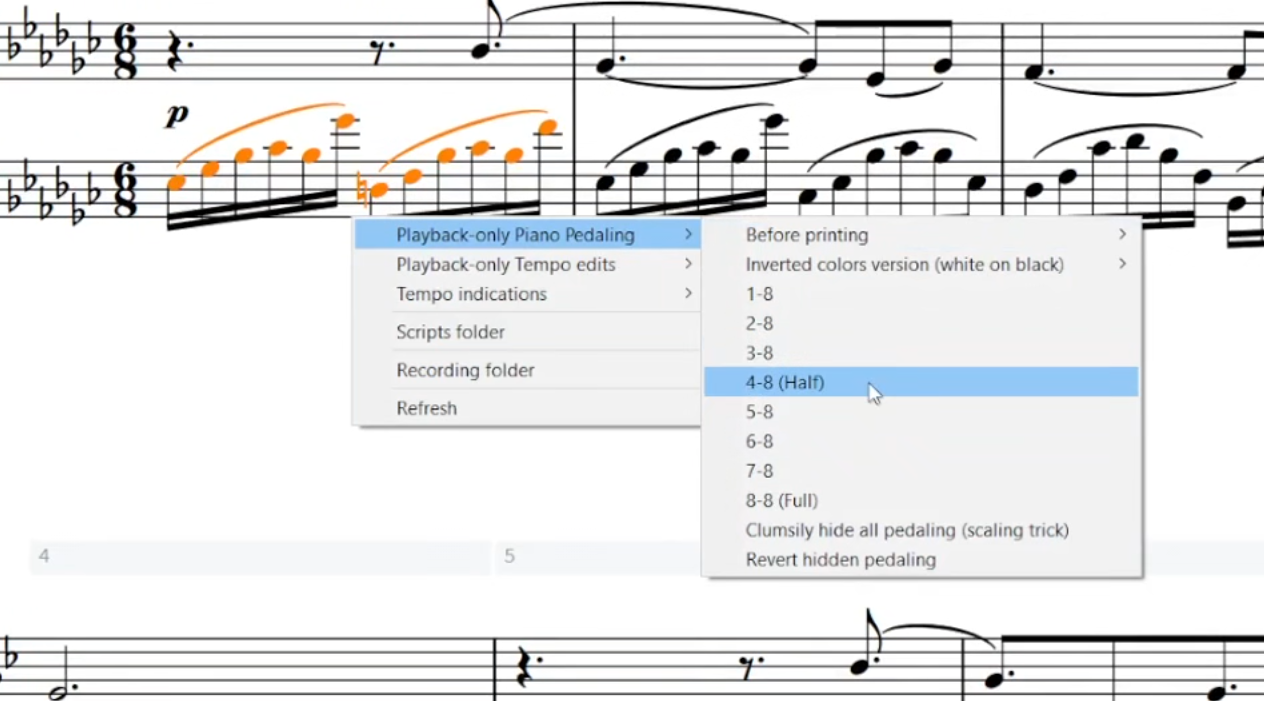 6
8
p
6
8
Playback-only Piano Pedaling
Playback-only Tempo edits
Tempo indications
Scripts folder
Recording folder
Refresh
Before printing
Inverted colors version (white on black)
1-8
2-8
3-8
4-8 (Half)
5-8
6-8
7-8
8-8 (Full)
Clumsily hide all pedaling (scaling trick)
Revert hidden pedaling
4
5